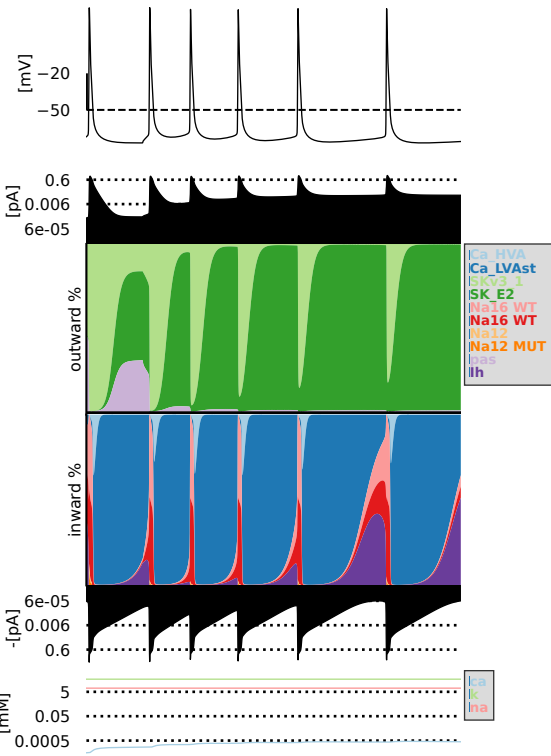 [mV]
−20
−50
[pA]
0.6
0.006
6e-05
outward %
Ca_HVA
Ca_LVAst
SKv3_1
SK_E2
Na16 WT
Na16 WT
Na12
Na12 MUT
pas
Ih
inward %
-[pA]
6e-05
0.006
0.6
[mM]
5
0.05
0.0005
ca
k
na